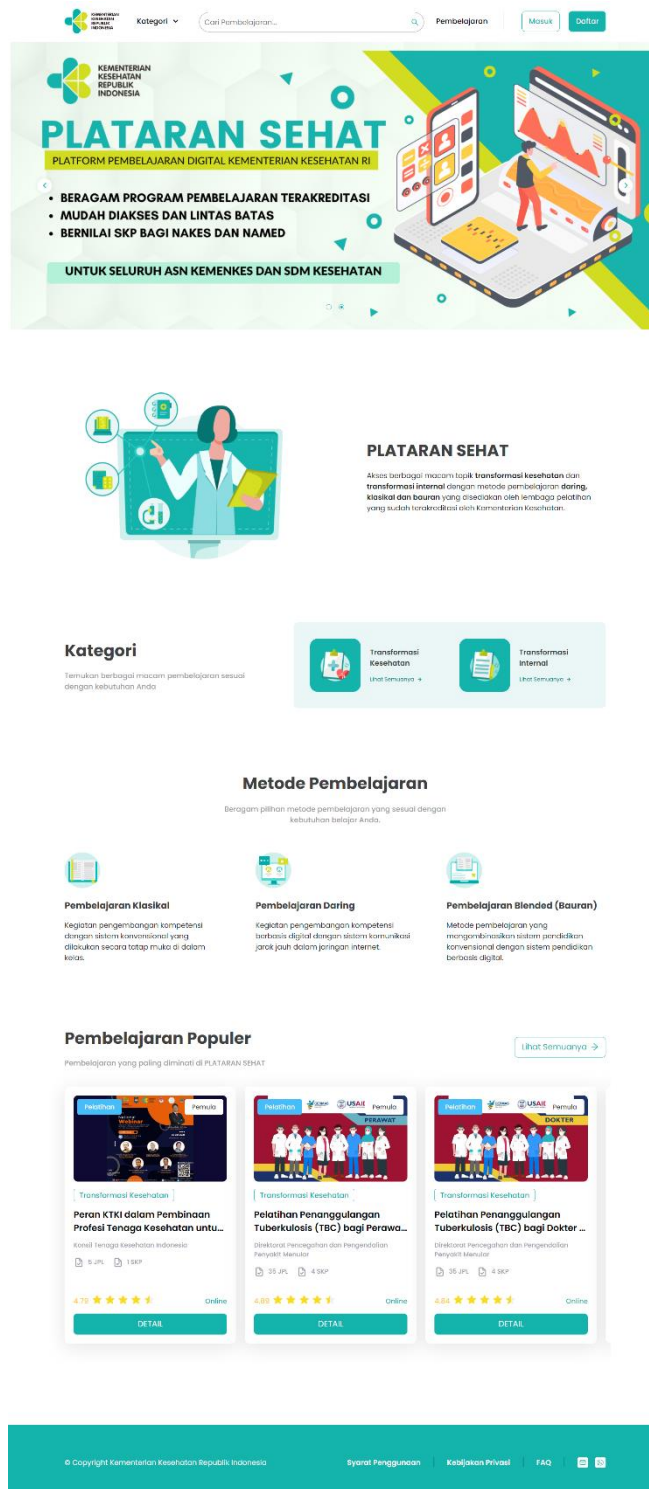 KEMENTERIAN
KESEHATAN
REPUBLIK
INDONESIA
Kategori
Cari Pembelajaran...
Pembelajaran
Masuk
Daftar
KEMENTERIAN
KESEHATAN
REPUBLIK
INDONESIA
PLATARAN SEHAT
PLATFORM PEMBELAJARAN DIGITAL KEMENTERIAN KESEHATAN RI
• BERAGAM PROGRAM PEMBELAJARAN TERAKREDITASI
• MUDAH DIAKSES DAN LINTAS BATAS
• BERNILAI SKP BAGI NAKES DAN NAMED
UNTUK SELURUH ASN KEMENKES DAN SDM KESEHATAN
PLATARAN SEHAT
Akses berbagai macam topik transformasi kesehatan dan
transformasi internal dengan metode pembelajaran daring,
klasikal dan bauran yang disediakan oleh lembaga pelatihan
yang sudah terakreditasi oleh Kementerian Kesehatan.
Kategori
Temukan berbagai macam pembelajaran sesuai
dengan kebutuhan Anda
Transformasi
Kesehatan
Lihat Semuanya →
Transformasi
Internal
Lihat Semuanya →
Metode Pembelajaran
Beragam pilihan metode pembelajaran yang sesuai dengan
kebutuhan belajar Anda.
Pembelajaran Klasikal
Kegiatan pengembangan kompetensi
dengan sistem konvensional yang
dilakukan secara tatap muka di dalam
kelas.
Pembelajaran Daring
Kegiatan pengembangan kompetensi
berbasis digital dengan sistem komunikasi
jarak jauh dalam jaringan internet.
Pembelajaran Blended (Bauran)
Metode pembelajaran yang
mengombinasikan sistem pendidikan
konvensional dengan sistem pendidikan
berbasis digital.
Pembelajaran Populer
Pembelajaran yang paling diminati di PLATARAN SEHAT
Lihat Semuanya →
Pelatihan
Pemula
Webinar
Transformasi Kesehatan
Peran KTKI dalam Pembinaan
Profesi Tenaga Kesehatan untu...
Konsil Tenaga Kesehatan Indonesia
5 JPL
1 SKP
4.79
Online
DETAIL
Pelatihan
USAID
Pemula
PERAWAT
Transformasi Kesehatan
Pelatihan Penanggulangan
Tuberkulosis (TBC) bagi Perawa...
Direktorat Pencegahan dan Pengendalian
Penyakit Menular
35 JPL
4 SKP
Online
DETAIL
Pelatihan
USAID
Pemula
DOKTER
Transformasi Kesehatan
Pelatihan Penanggulangan
Tuberkulosis (TBC) bagi Dokter ...
Direktorat Pencegahan dan Pengendalian
Penyakit Menular
35 JPL
4 SKP
4.84
Online
DETAIL
© Copyright Kementerian Kesehatan Republik Indonesia
Syarat Penggunaan
Kebijakan Privasi
FAQ